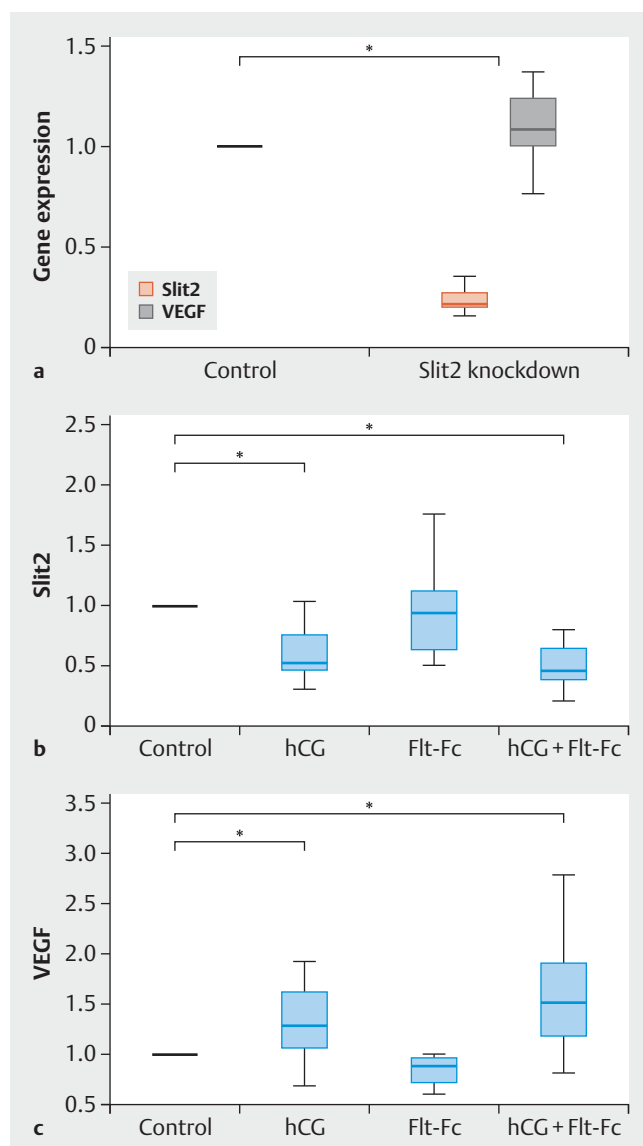 1.5
*
1.0
Gene expression
0.5
Slit2
VEGF
0
a
Control Slit2 knockdown
2.5
*
2.0
*
1.5
Slit2
1.0
0.5
0
b
Control hCG Flt-Fc hCG + Flt-Fc
3.5
*
3.0
*
2.5
VEGF
2.0
1.5
1.0
0.5
c
Control hCG Flt-Fc hCG + Flt-Fc